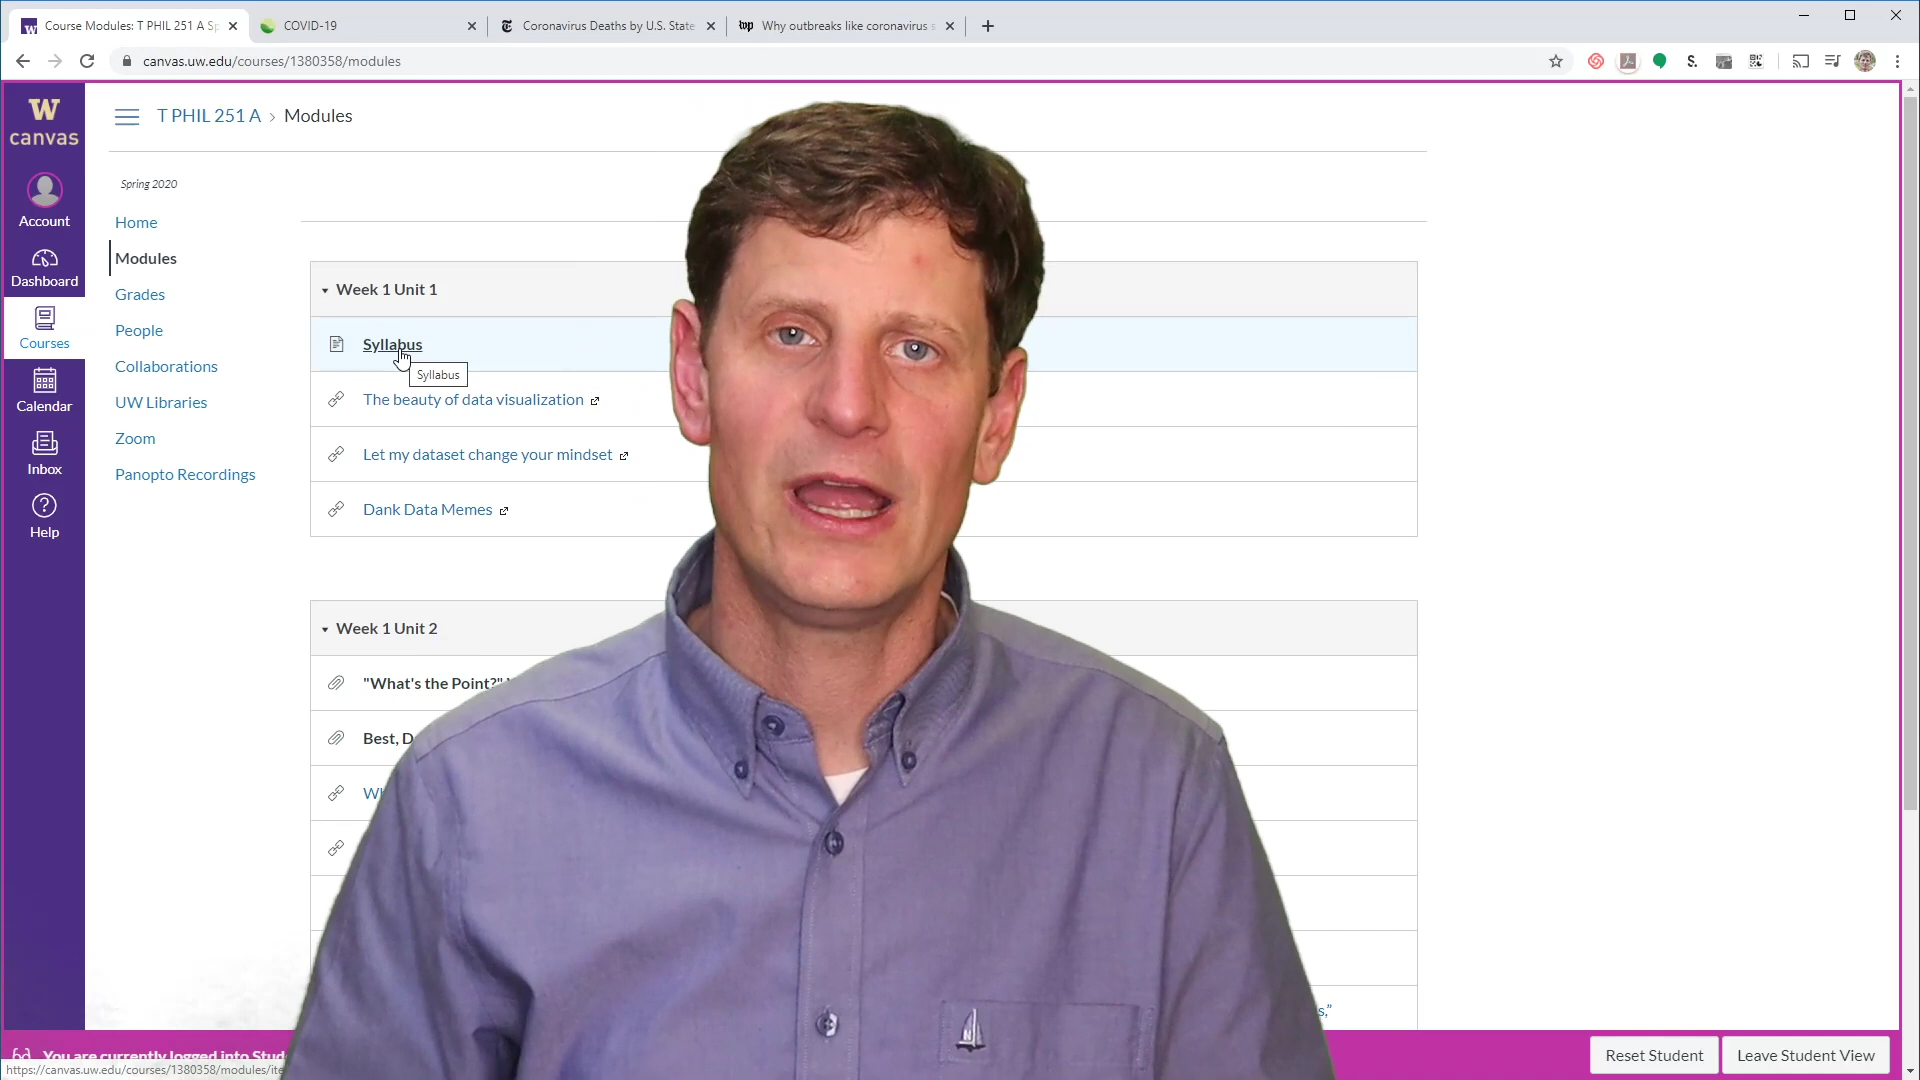 Course Modules: T PHIL 251 A Sp
COVID-19
Coronavirus Deaths by U.S. State
wp Why outbreaks like coronavirus s
canvas.uw.edu/courses/1380358/modules
S.
W
canvas
T PHIL 251 A › Modules
Spring 2020
Account
Dashboard
Courses
Calendar
Inbox
Help
Home
Modules
Grades
People
Collaborations
UW Libraries
Zoom
Panopto Recordings
Week 1 Unit 1
Syllabus
Syllabus
The beauty of data visualization
Let my dataset change your mindset
Dank Data Memes
Week 1 Unit 2
"What's the Point?"
Best, D
s,”
You are currently logged into Stud
Reset Student
Leave Student View
https://canvas.uw.edu/courses/1380358/modules/ite